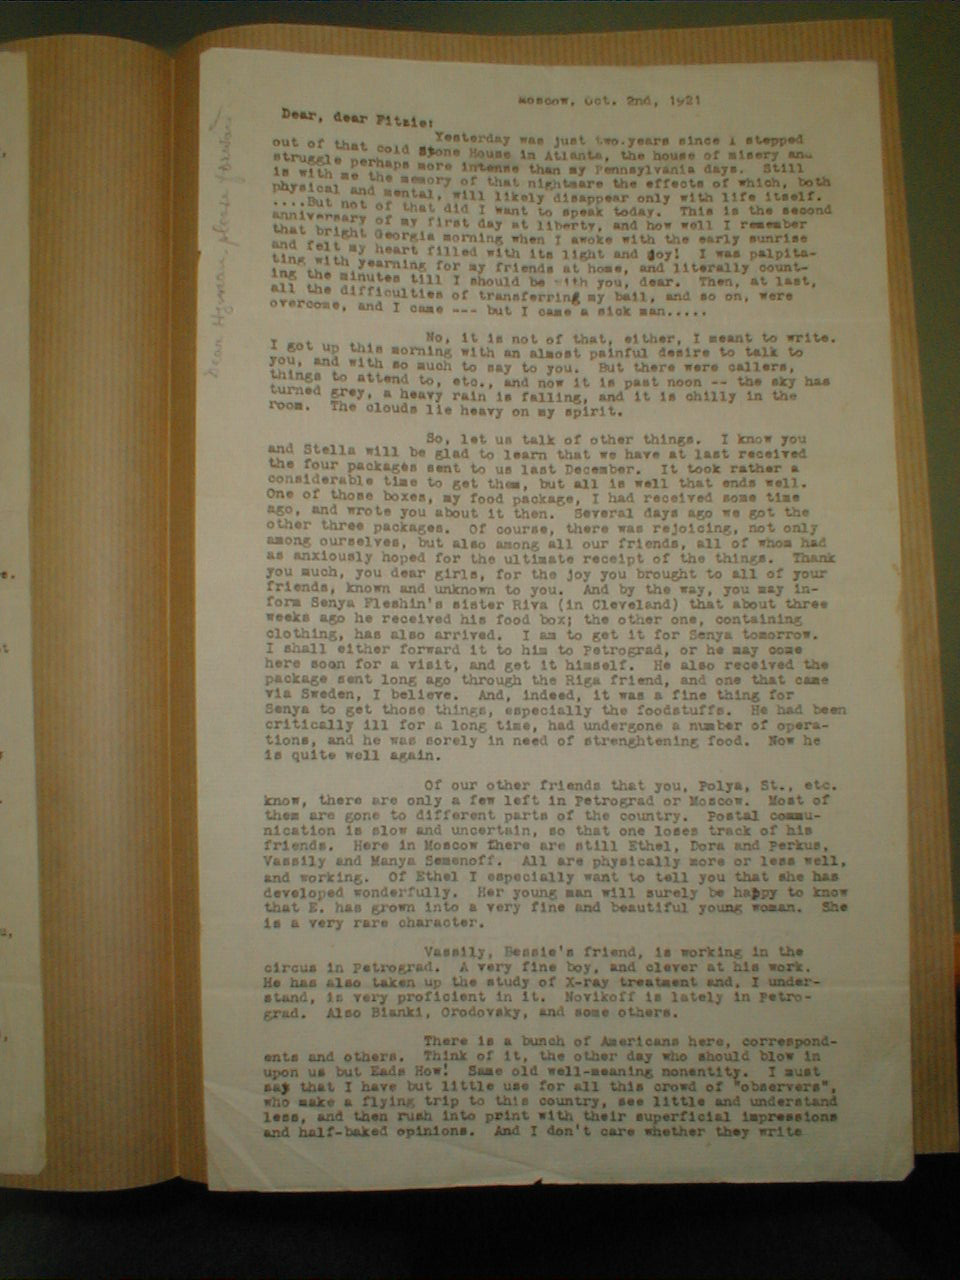 Moscow, Oct. 2nd, 1921
Dear, dear Fitzie:
Yesterday was just two years since I stepped
out of that cold Stone House in Atlanta, the house of misery and
struggle perhaps more intense than my Pennsylvania days. Still
is with me the memory of that nightmare the effects of which, both
physical and mental, will likely disappear only with life itself.
....But not of that did I want to speak today. This is the second
anniversary of my first day at liberty, and how well I remember
that bright Georgia morning when I awoke with the early sunrise
and felt my heart filled with its light and joy! I was palpita-
ting with yearning for my friends at home, and literally count-
ing the minutes till I should be with you, dear. Then, at last,
all the difficulties of transferring my bail, and so on, were
overcome, and I came --- but I came a sick man.....
No, it is not of that, either, I meant to write.
I got up this morning with an almost painful desire to talk to
you, and with so much to say to you. But there were callers,
things to attend to, etc., and now it is past noon -- the sky has
turned grey, a heavy rain is falling, and it is chilly in the
room. The clouds lie heavy on my spirit.
So, let us talk of other things. I know you
and Stella will be glad to learn that we have at last received
the four packages sent to us last December. It took rather a
considerable time to get them, but all is well that ends well.
One of those boxes, my food package, I had received some time
ago, and wrote you about it then. Several days ago we got the
other three packages. Of course, there was rejoicing, not only
among ourselves, but also among all our friends, all of whom had
as anxiously hoped for the ultimate receipt of the things. Thank
you much, you dear girls, for the joy you brought to all of your
friends, known and unknown to you. And by the way, you may in-
form Senya Fleshin's sister Riva (in Cleveland) that about three
weeks ago he received his food box; the other one, containing
clothing, has also arrived. I am to get it for Senya tomorrow.
I shall either forward it to him to Petrograd, or he may come
here soon for a visit, and get it himself. He also received the
package sent long ago through the Riga friend, and one that came
via Sweden, I believe. And, indeed, it was a fine thing for
Senya to get those things, especially the foodstuffs. He had been
critically ill for a long time, had undergone a number of opera-
tions, and he was sorely in need of strenghtening food. Now he
is quite well again.
Of our other friends that you, Polya, St., etc.
know, there are only a few left in Petrograd or Moscow. Most of
them are gone to different parts of the country. Postal commu-
nication is slow and uncertain, so that one loses track of his
friends. Here in Moscow there are still Ethel, Dora and Perkus,
Vassily and Manya Semenoff. All are physically more or less well,
and working. Of Ethel I especially want to tell you that she has
developed wonderfully. Her young man will surely be happy to know
that E. has grown into a very fine and beautiful young woman. She
is a very rare character.
Vassily, Bessie's friend, is working in the
circus in Petrograd. A very fine boy, and clever at his work.
He has also taken up the study of X-ray treatment and, I under-
stand, is very proficient in it. Novikoff is lately in Petro-
grad. Also Bianki, Orodovsky, and some others.
There is a bunch of Americans here, correspond-
ents and others. Think of it, the other day who should blow in
upon us but Eads How! Same old well-meaning nonentity. I must
say that I have but little use for all this crowd of "observers",
who make a flying trip to this country, see little and understand
less, and then rush into print with their superficial impressions
and half-baked opinions. And I don't care whether they write
Dear Hyman, please